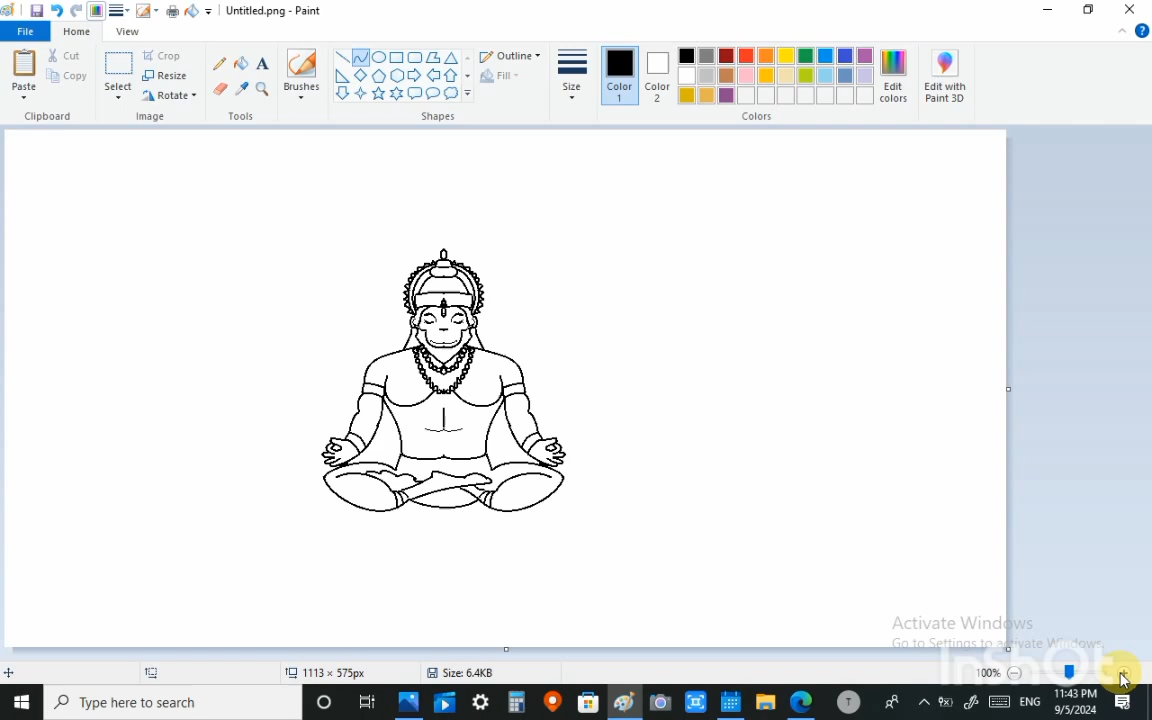 Untitled.png - Paint
File
Home
View
Paste
Cut
Copy
Clipboard
Select
Crop
Resize
Rotate
Image
Tools
Brushes
Shapes
Outline
Fill
Size
Color 1
Color 2
Edit colors
Colors
Edit with Paint 3D
Activate Windows
Go to Settings to activate Windows.
InShOt
1113 × 575px
Size: 6.4KB
100%
Type here to search
T
ENG
11:43 PM
9/5/2024